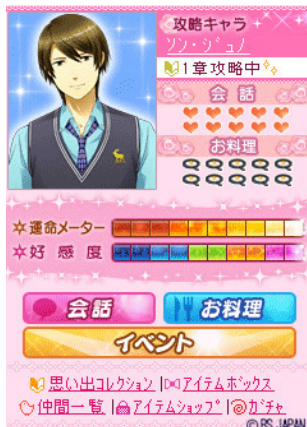 攻略キャラ
ソン・ジュノ
1章攻略中
会話
お料理
運命メーター
好感度
会話
お料理
イベント
思い出コレクション|アイテムボックス
仲間一覧|アイテムショップ|ガチャ
©BS JAPAN